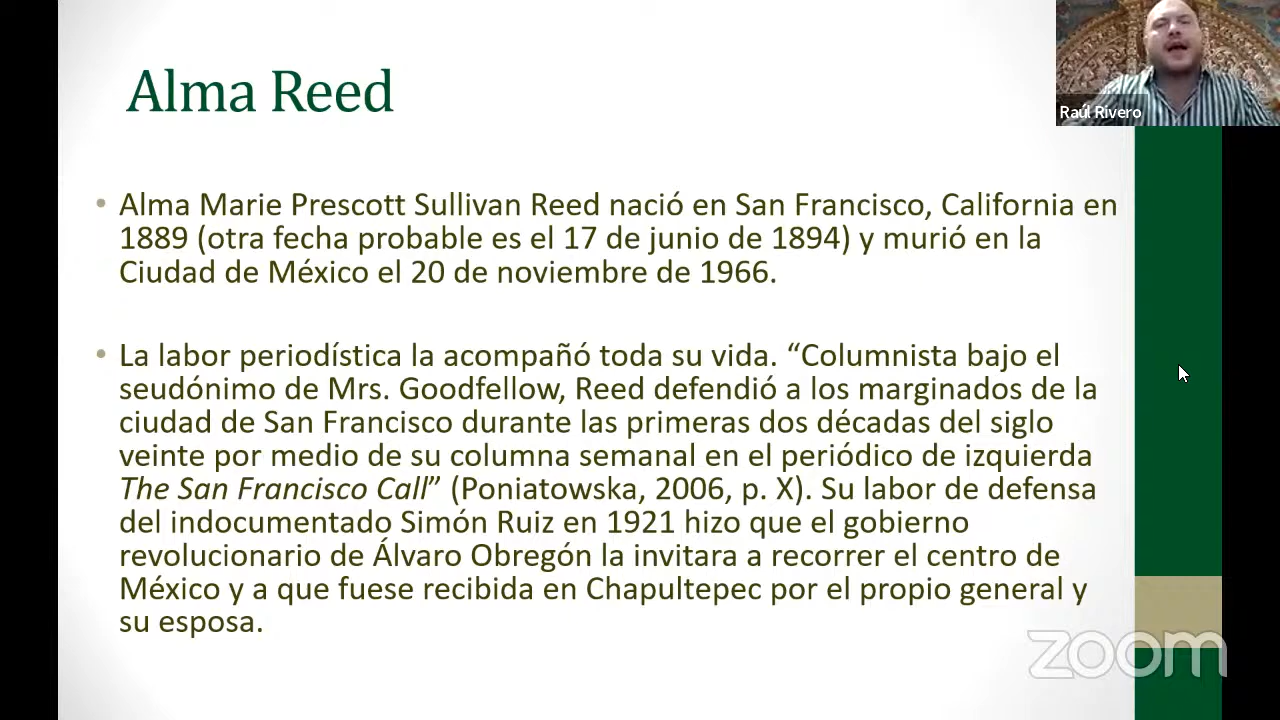 Alma Reed
Raúl Rivero
• Alma Marie Prescott Sullivan Reed nació en San Francisco, California en
1889 (otra fecha probable es el 17 de junio de 1894) y murió en la
Ciudad de México el 20 de noviembre de 1966.
• La labor periodística la acompañó toda su vida. “Columnista bajo el
seudónimo de Mrs. Goodfellow, Reed defendió a los marginados de la
ciudad de San Francisco durante las primeras dos décadas del siglo
veinte por medio de su columna semanal en el periódico de izquierda
The San Francisco Call” (Poniatowska, 2006, p. X). Su labor de defensa
del indocumentado Simón Ruiz en 1921 hizo que el gobierno
revolucionario de Álvaro Obregón la invitara a recorrer el centro de
México y a que fuese recibida en Chapultepec por el propio general y
su esposa.
zoom